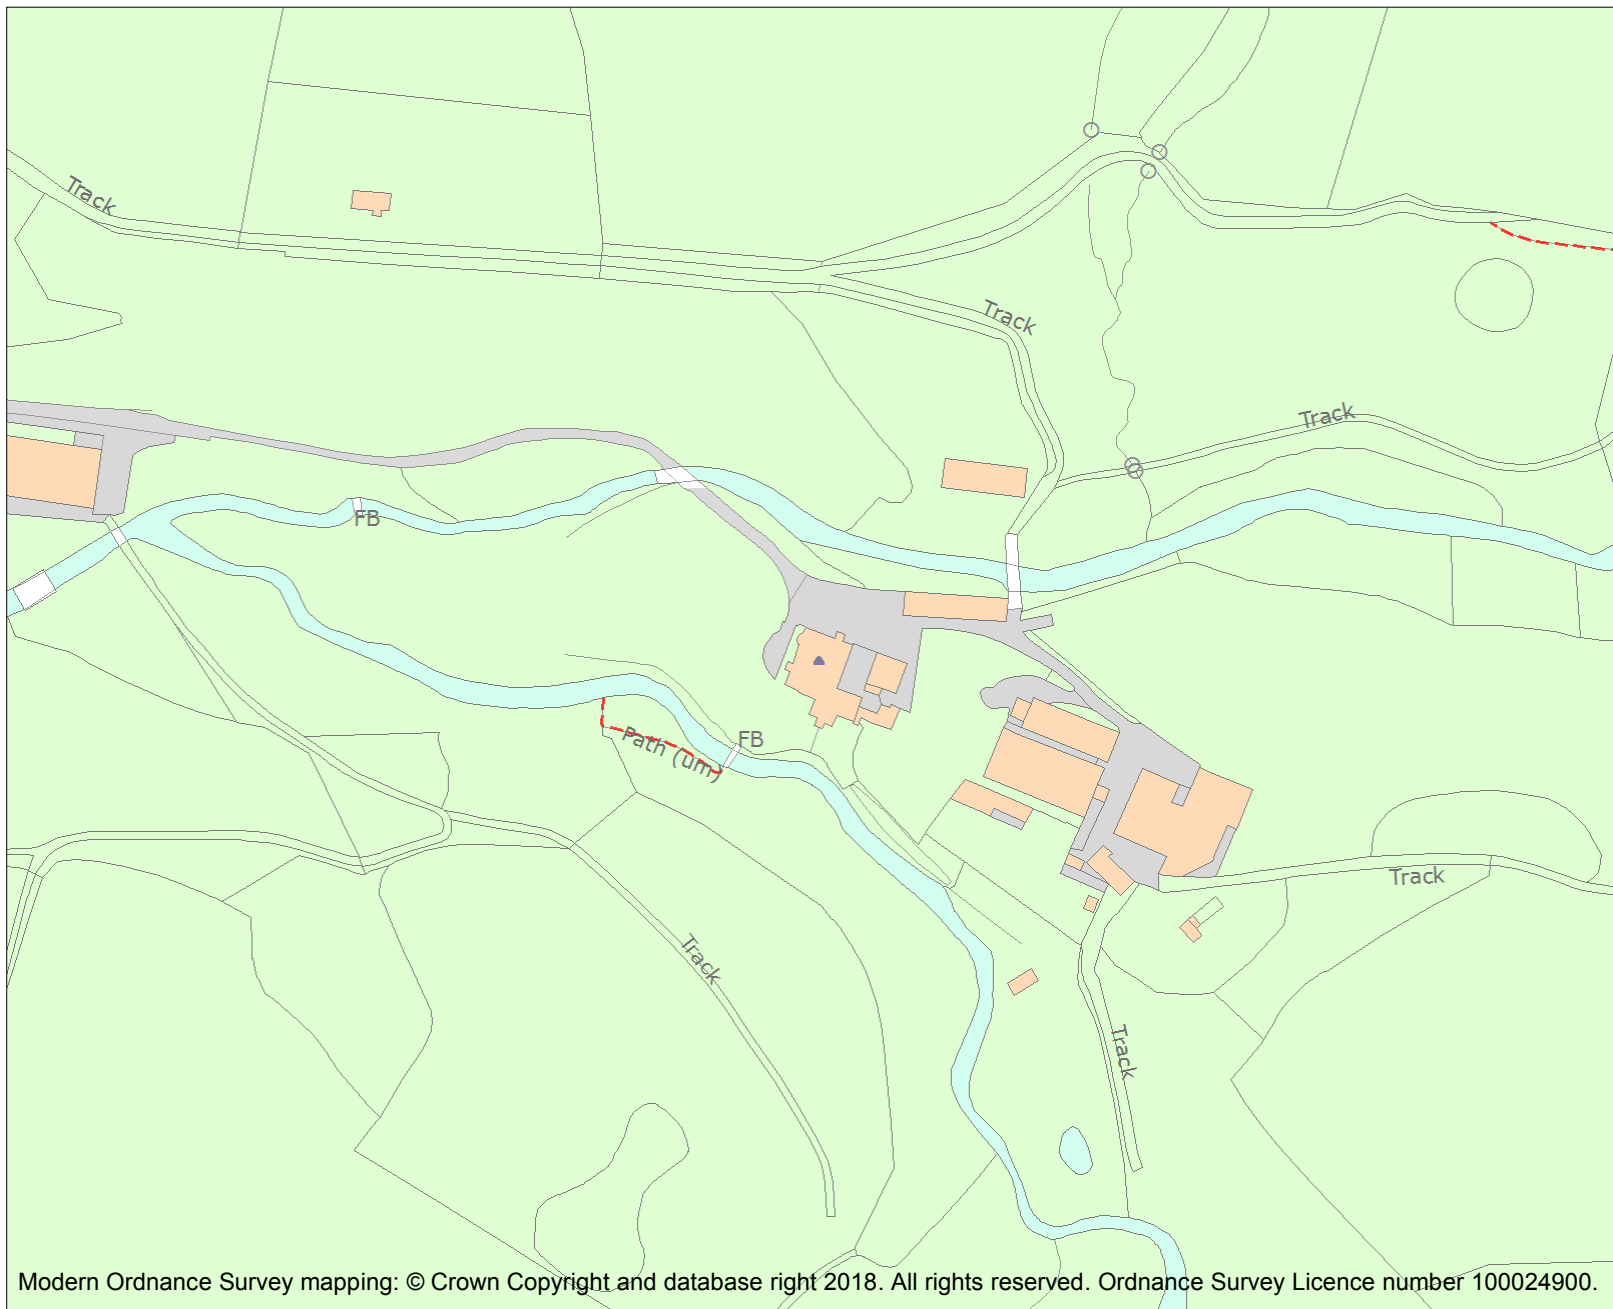 Track
Track
Track
FB
FB
Path (um)
Track
Track
Track
Modern Ordnance Survey mapping: © Crown Copyright and database right 2018. All rights reserved. Ordnance Survey Licence number 100024900.